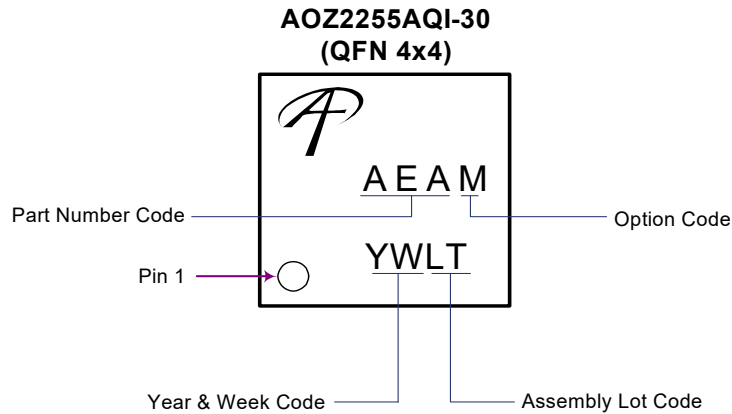 AOZ2255AQI-30
(QFN 4x4)
AEAM
Part Number Code
Option Code
YWLT
Pin 1
Year & Week Code
Assembly Lot Code